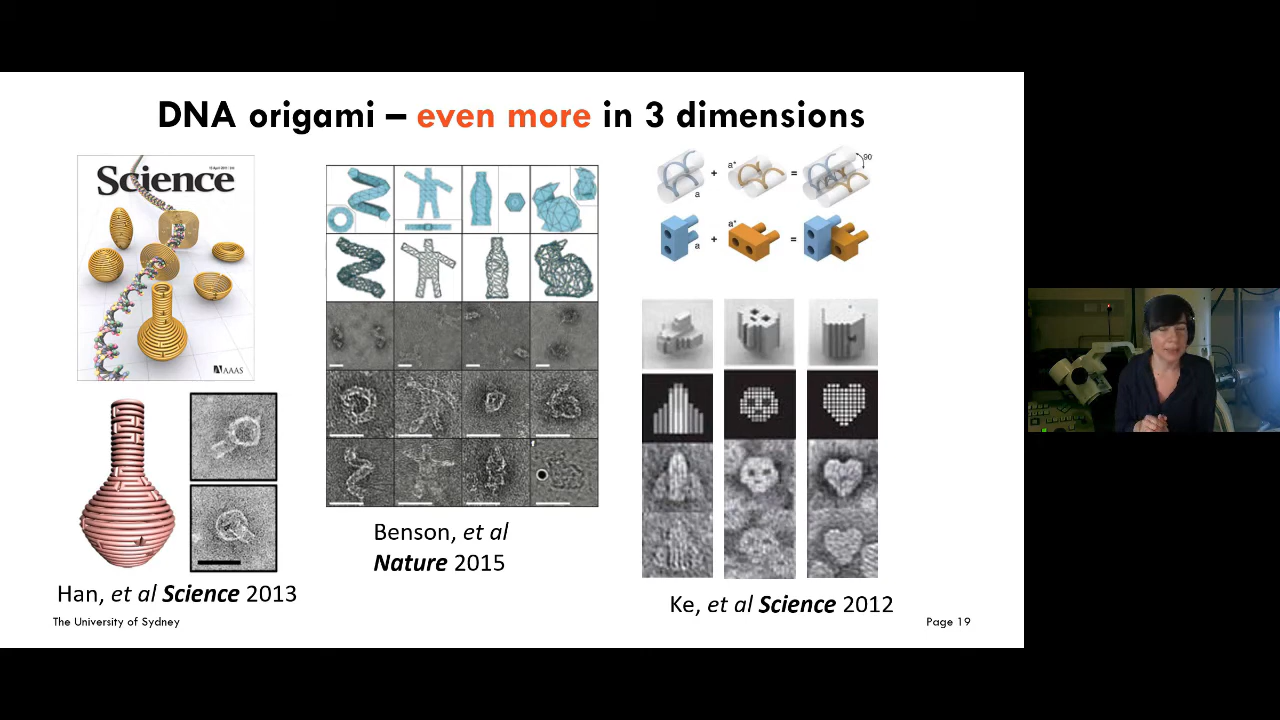 DNA origami – even more in 3 dimensions
Science
AAAS
Han, et al Science 2013
Benson, et al
Nature 2015
a*
90
+
=
a
a*
+
=
a
Ke, et al Science 2012
The University of Sydney
Page 19